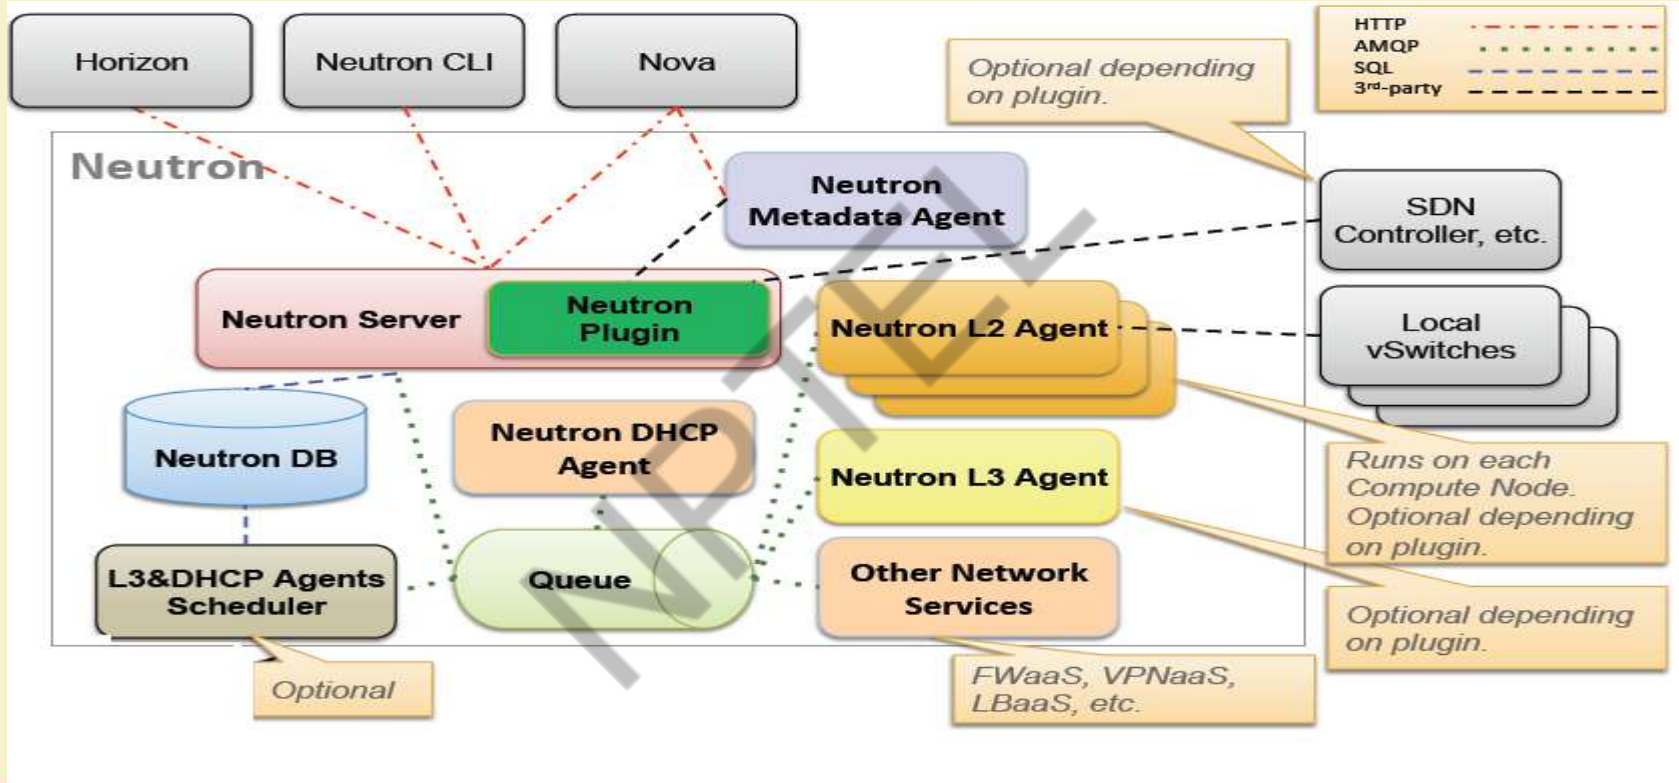 Horizon
Neutron CLI
Nova
Optional depending
on plugin.
HTTP
AMQP
SQL
3rd-party
Neutron
Neutron
Metadata Agent
SDN
Controller, etc.
Neutron Server
Neutron
Plugin
Neutron L2 Agent
Local
vSwitches
Neutron DB
Neutron DHCP
Agent
Neutron L3 Agent
Runs on each
Compute Node.
Optional depending
on plugin.
L3&DHCP Agents
Scheduler
Queue
Other Network
Services
Optional depending
on plugin.
Optional
FWaaS, VPNaaS,
LBaaS, etc.
NPTEL